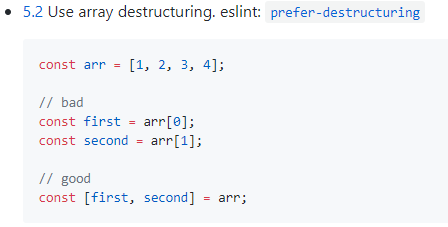 5.2 Use array destructuring. eslint: prefer-destructuring
const arr = [1, 2, 3, 4];
// bad
const first = arr[0];
const second = arr[1];
// good
const [first, second] = arr;